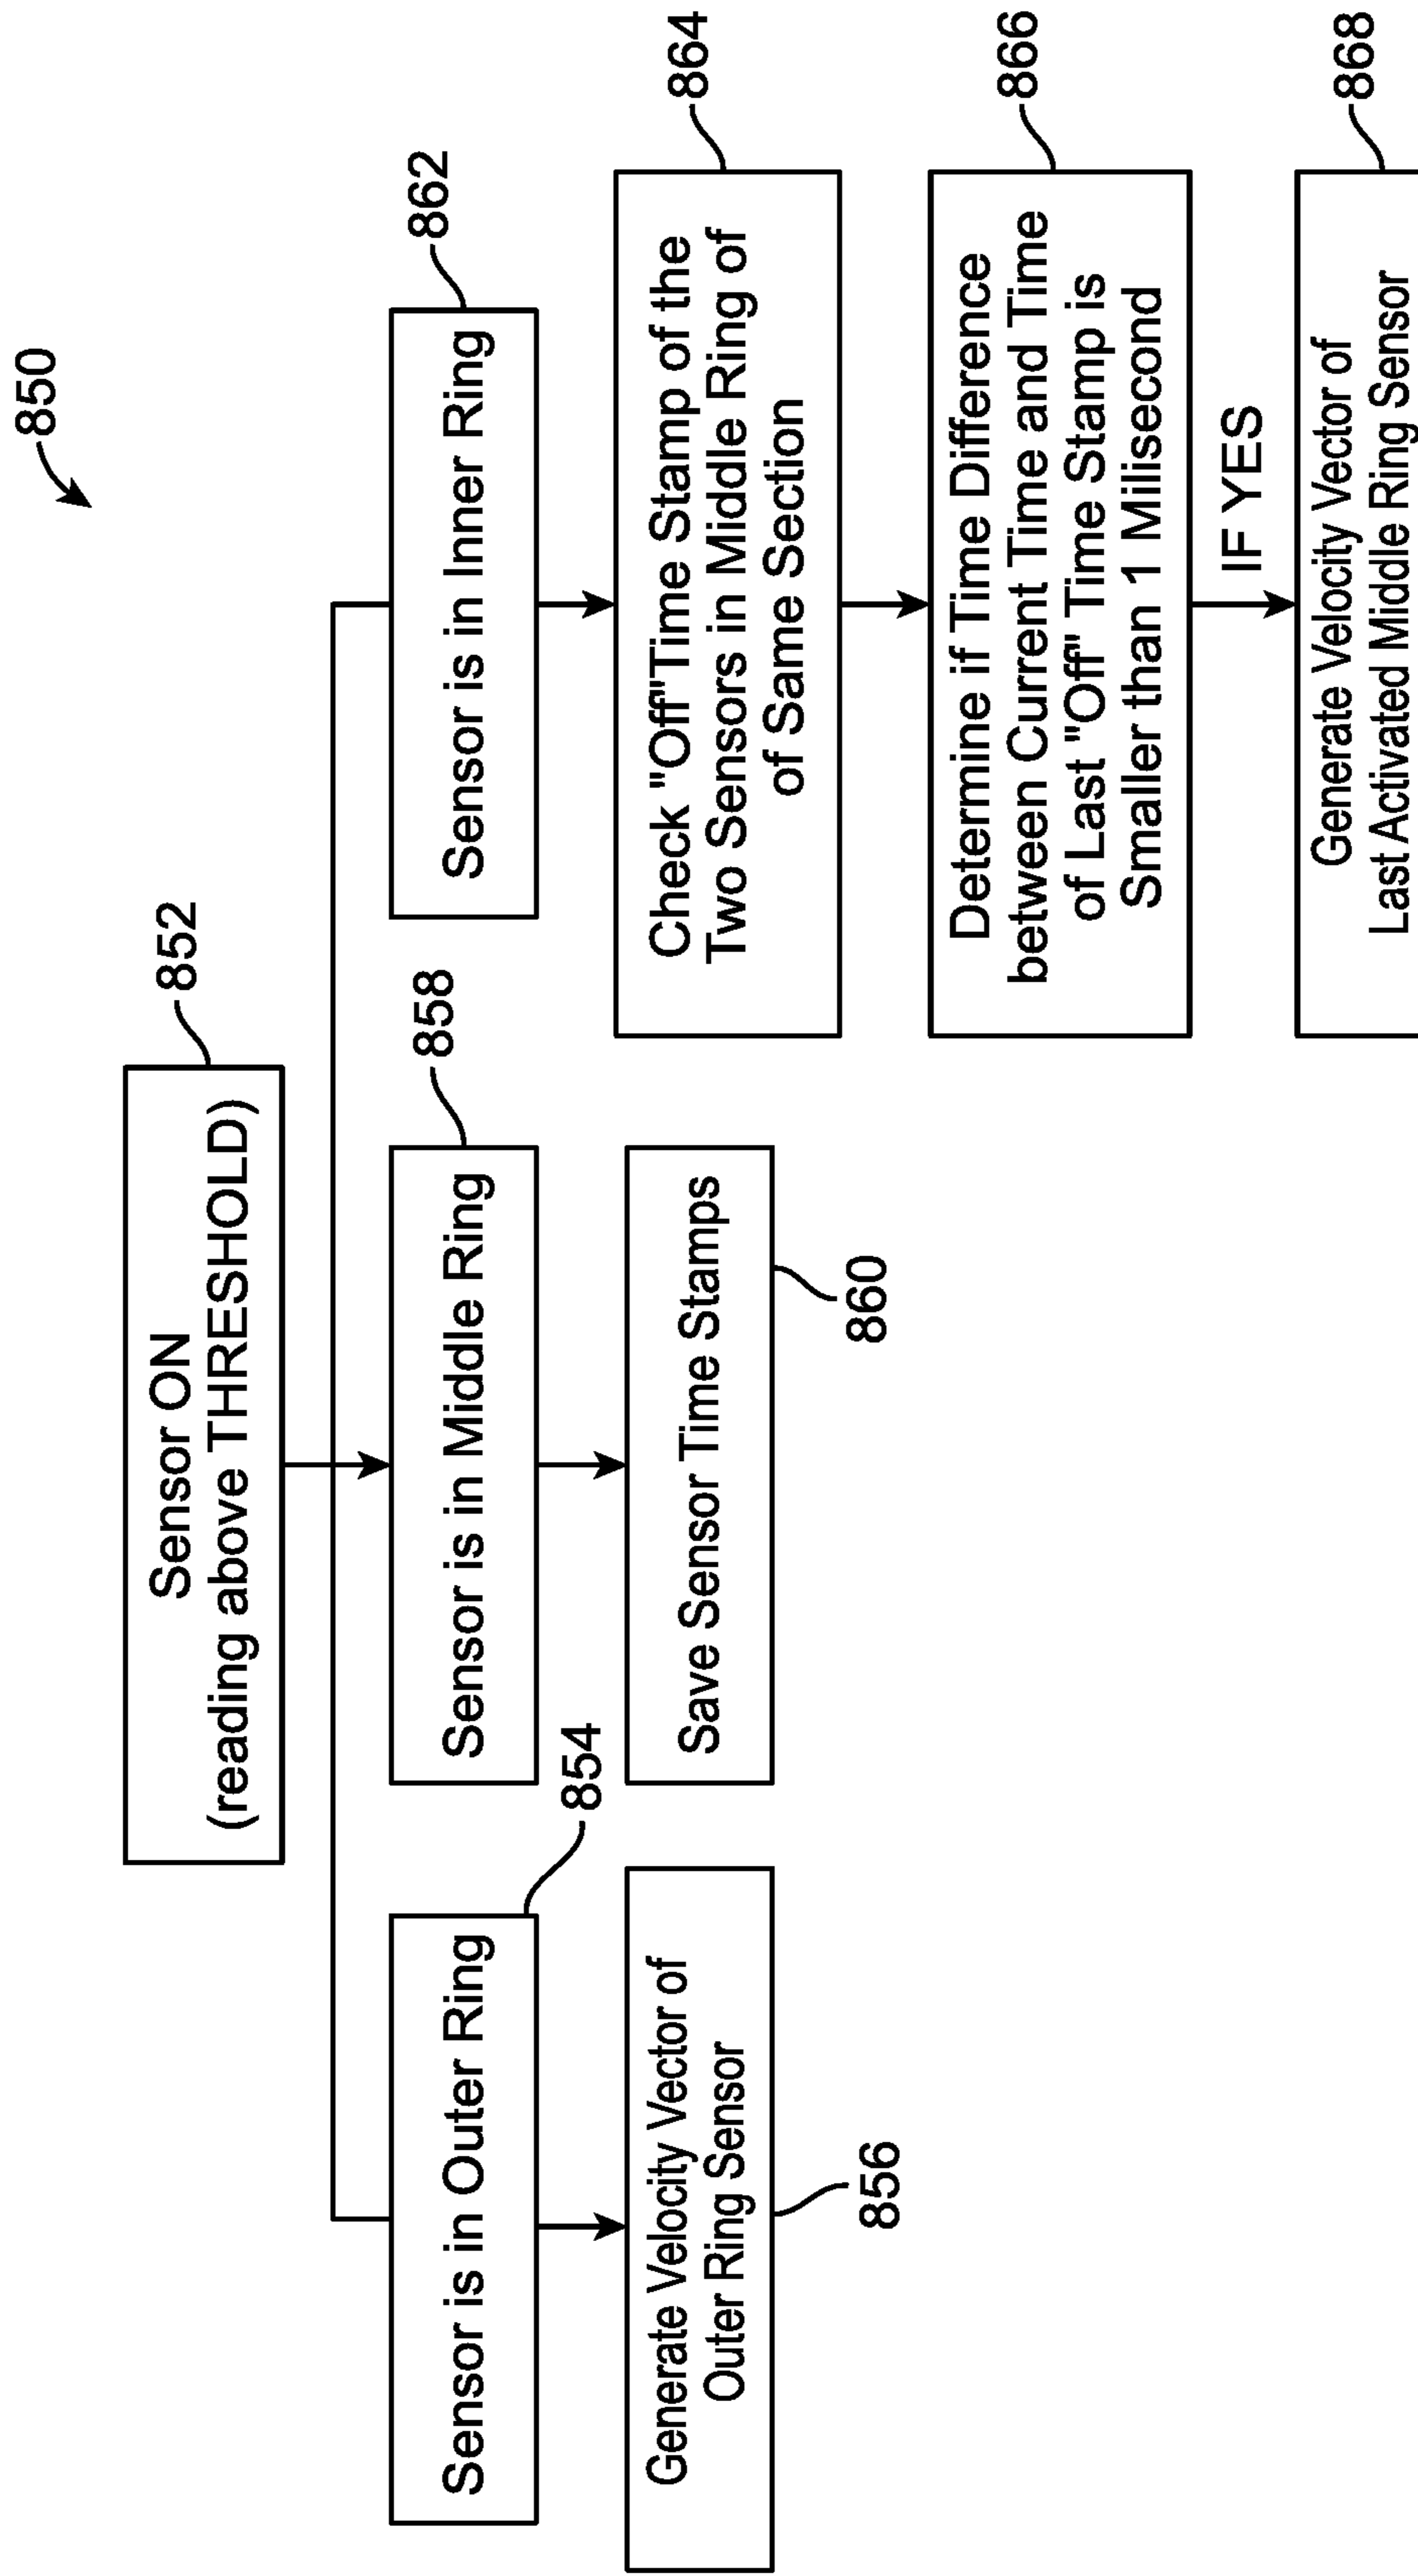 850
Sensor ON
(reading above THRESHOLD)
852
Sensor is in Outer Ring
854
Generate Velocity Vector of
Outer Ring Sensor
856
Sensor is in Middle Ring
858
Save Sensor Time Stamps
860
Sensor is in Inner Ring
862
Check "Off"Time Stamp of the
Two Sensors in Middle Ring of
of Same Section
864
Determine if Time Difference
between Current Time and Time
of Last "Off" Time Stamp is
Smaller than 1 Millisecond
866
IF YES
Generate Velocity Vector of
Last Activated Middle Ring Sensor
868